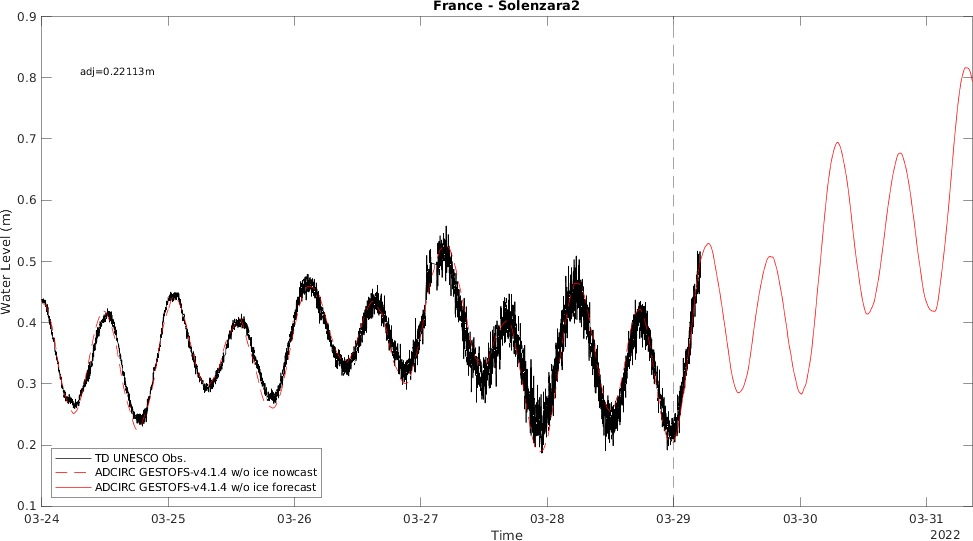 France - Solenzara2
adj=0.22113m
Water Level (m)
0.9
0.8
0.7
0.6
0.5
0.4
0.3
0.2
0.1
TD UNESCO Obs.
ADCIRC GESTOFS-v4.1.4 w/o ice nowcast
ADCIRC GESTOFS-v4.1.4 w/o ice forecast
03-24 03-25 03-26 03-27 03-28 03-29 03-30 03-31
Time
2022